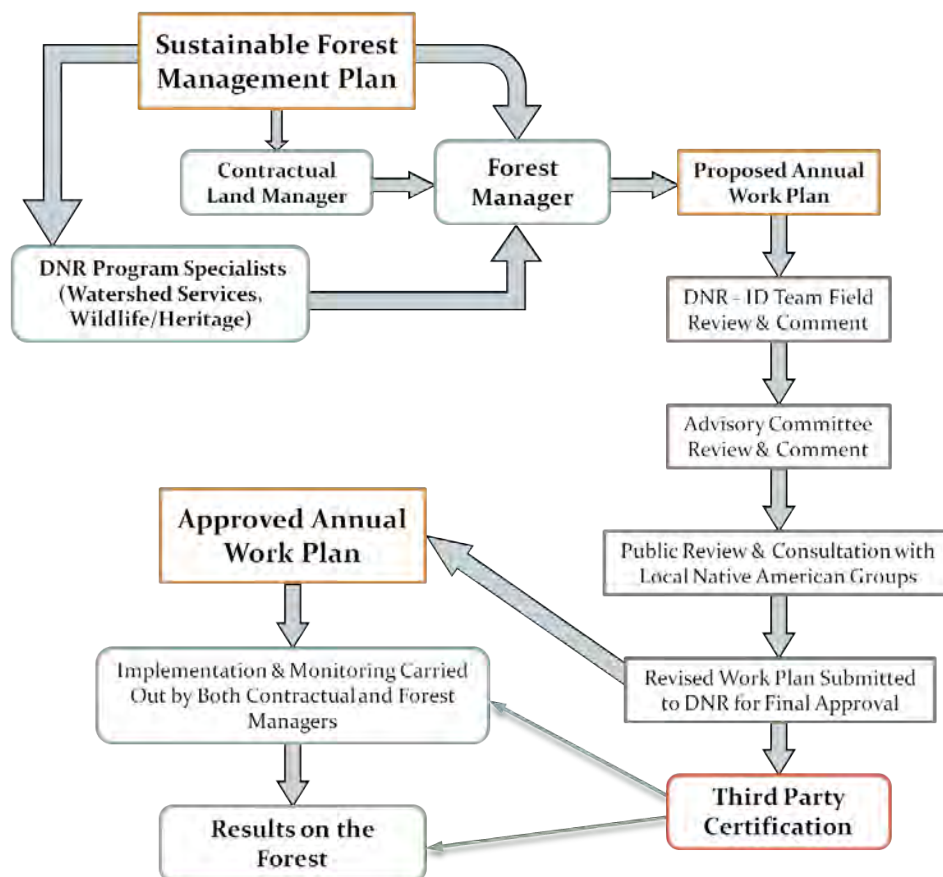 Sustainable Forest
Management Plan
Contractual
Land Manager
Forest
Manager
Proposed Annual
Work Plan
DNR Program Specialists
(Watershed Services,
Wildlife/Heritage)
DNR - ID Team Field
Review & Comment
Advisory Committee
Review & Comment
Public Review & Consultation with
Local Native American Groups
Revised Work Plan Submitted
to DNR for Final Approval
Approved Annual
Work Plan
Implementation & Monitoring Carried
Out by Both Contractual and Forest
Managers
Third Party
Certification
Results on the
Forest